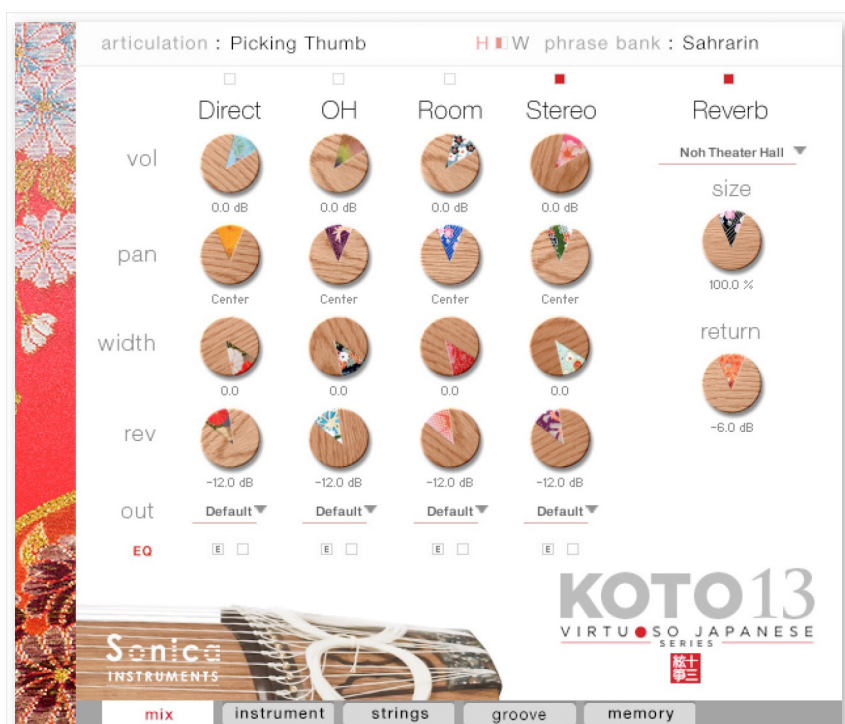 articulation : Picking Thumb
H W phrase bank : Sahrarin
Direct OH Room Stereo Reverb
vol
0.0 dB 0.0 dB 0.0 dB 0.0 dB
Noh Theater Hall
size
pan
Center Center Center Center
100.0 %
width
0.0 0.0 0.0 0.0
return
rev
-12.0 dB -12.0 dB -12.0 dB -12.0 dB
-6.0 dB
out Default Default Default Default
EQ E E E E
KOTO13
VIRTUOSO JAPANESE
SERIES
十三絃箏
Sonica
INSTRUMENTS
mix instrument strings groove memory